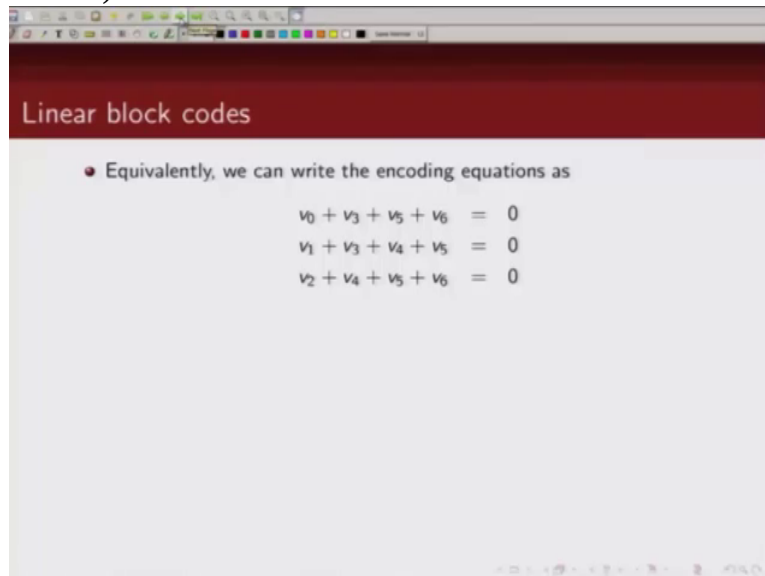 Linear block codes
Equivalently, we can write the encoding equations as
v₀ + v₃ + v₅ + v₆ = 0
v₁ + v₃ + v₄ + v₅ = 0
v₂ + v₄ + v₅ + v₆ = 0